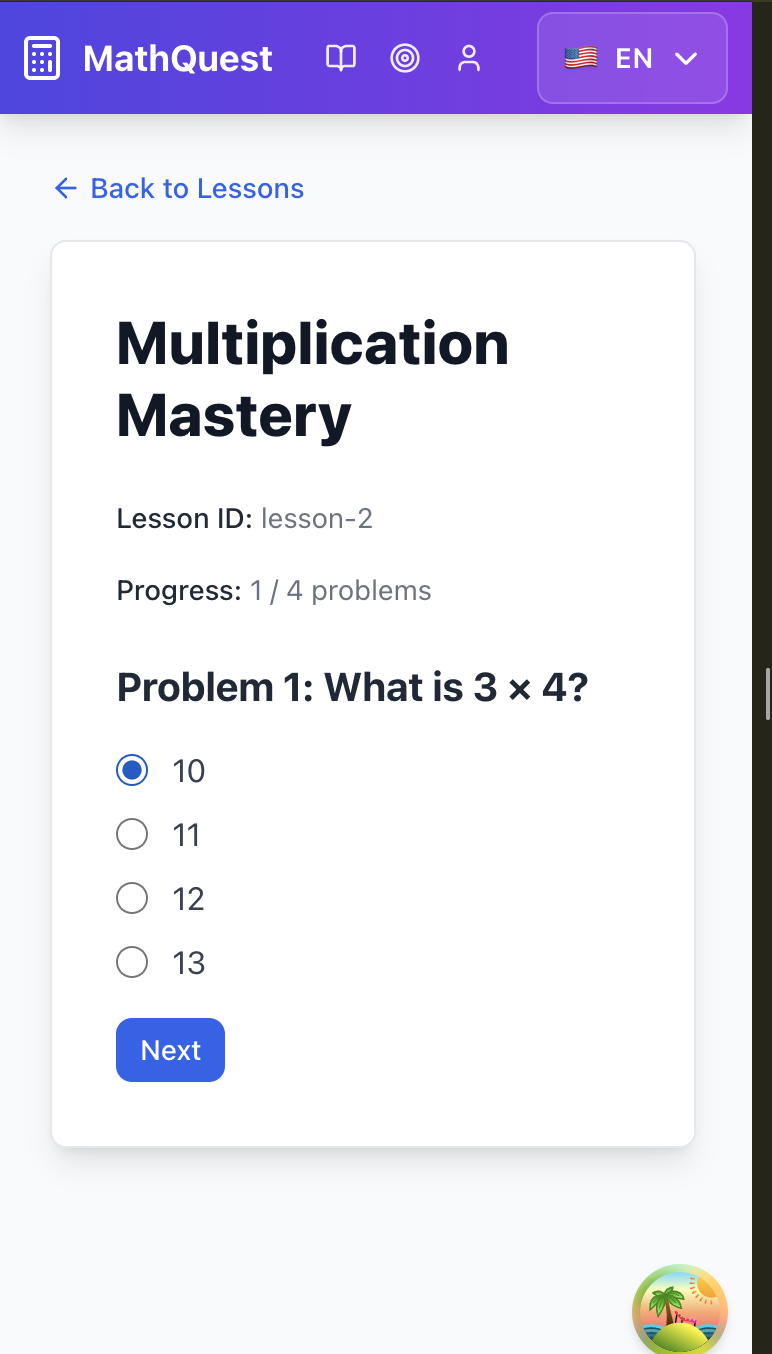 MathQuest
EN
Back to Lessons
Multiplication
Mastery
Lesson ID: lesson-2
Progress: 1 / 4 problems
Problem 1: What is 3 × 4?
10
11
12
13
Next